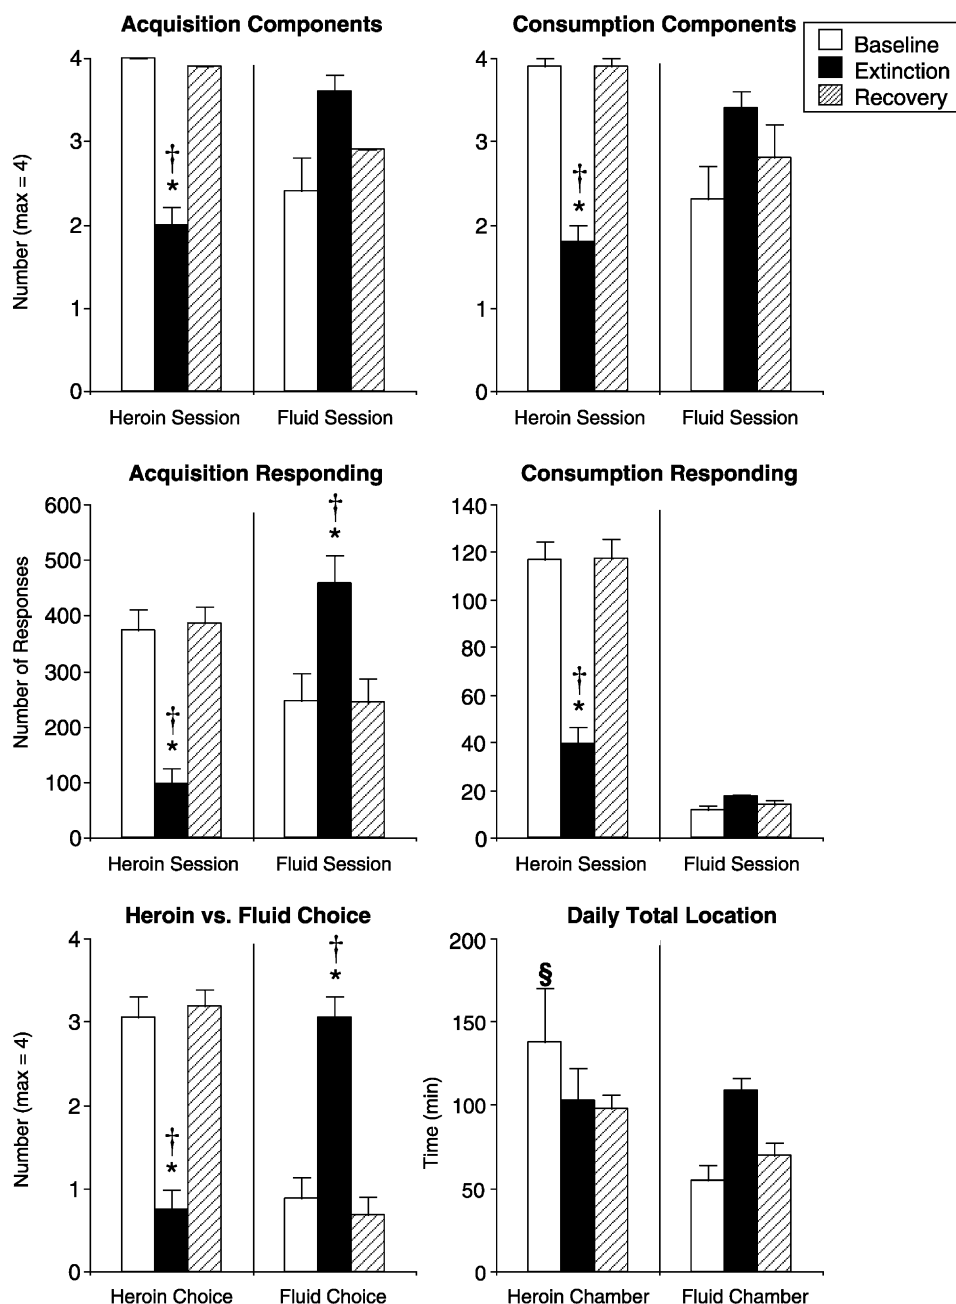 Acquisition Components
Consumption Components
Baseline
Extinction
Recovery
Number (max = 4)
4
3
2
1
0
†
*
Heroin Session
Fluid Session
4
3
2
1
0
†
*
Heroin Session
Fluid Session
Acquisition Responding
Number of Responses
600
500
400
300
200
100
0
†
*
†
*
Heroin Session
Fluid Session
Consumption Responding
140
120
100
80
60
40
20
0
†
*
Heroin Session
Fluid Session
Heroin vs. Fluid Choice
Number (max = 4)
4
3
2
1
0
†
*
†
*
Heroin Choice
Fluid Choice
Daily Total Location
Time (min)
200
150
100
50
0
§
Heroin Chamber
Fluid Chamber